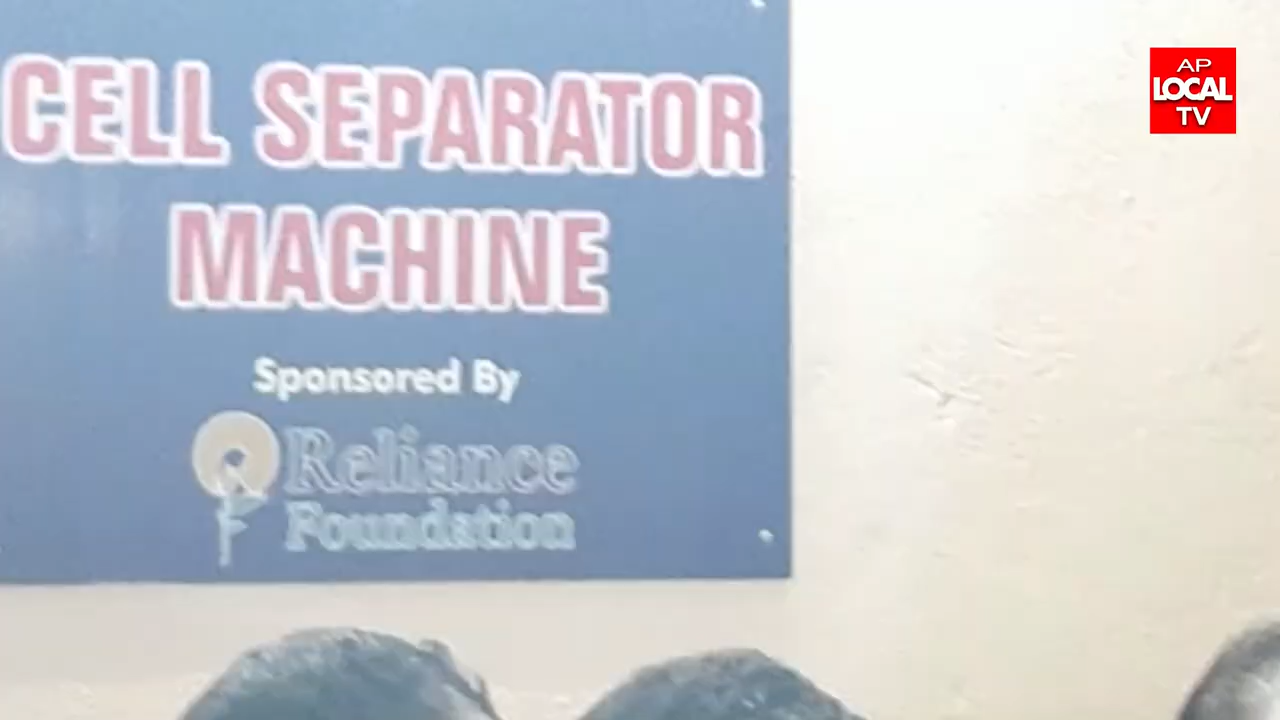 CELL SEPARATOR
MACHINE
Sponsored By
Reliance
Foundation
AP
LOCAL
TV